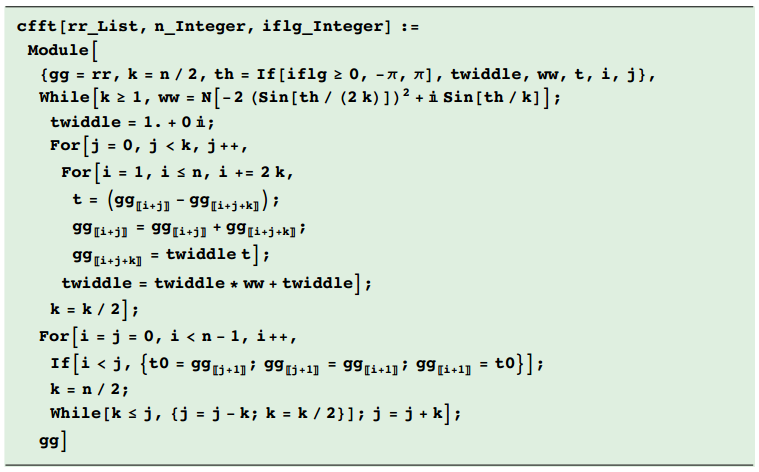 cfft[rr_List, n_Integer, iflg_Integer] :=
Module[
{gg = rr, k = n / 2, th = If[iflg ≥ 0, -π, π], twiddle, ww, t, i, j},
While[k ≥ 1, ww = N[-2 (Sin[th / (2 k)])² + ⅈ Sin[th / k]];
twiddle = 1. + 0 ⅈ;
For[j = 0, j < k, j++,
For[i = 1, i ≤ n, i += 2 k,
t = (gg〚i+j〛 - gg〚i+j+k〛);
gg〚i+j〛 = gg〚i+j〛 + gg〚i+j+k〛;
gg〚i+j+k〛 = twiddle t];
twiddle = twiddle * ww + twiddle];
k = k / 2];
For[i = j = 0, i < n - 1, i++,
If[i < j, {t0 = gg〚j+1〛; gg〚j+1〛 = gg〚i+1〛; gg〚i+1〛 = t0}];
k = n / 2;
While[k ≤ j, {j = j - k; k = k / 2}]; j = j + k];
gg]